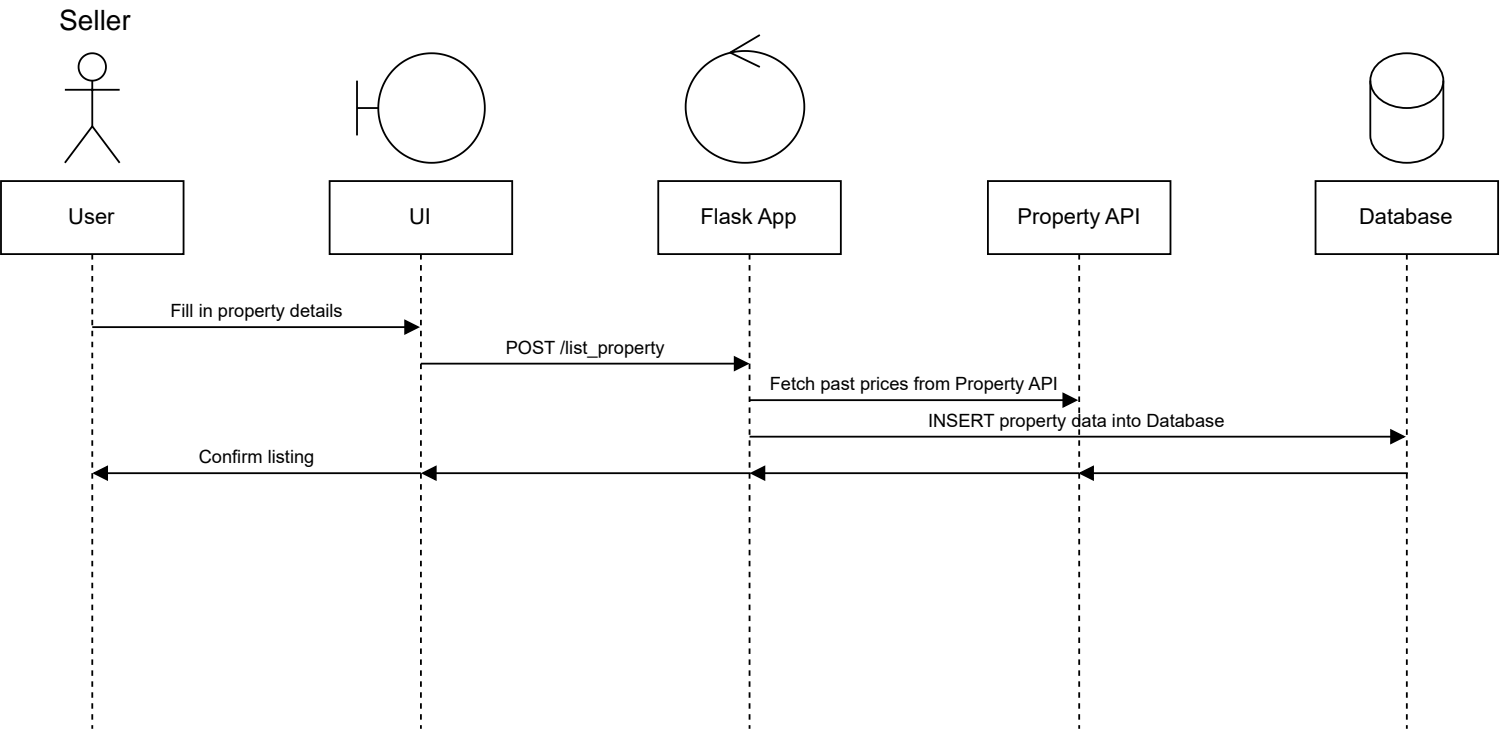 Seller
User
UI
Flask App
Property API
Database
Fill in property details
POST /list_property
Fetch past prices from Property API
INSERT property data into Database
Confirm listing